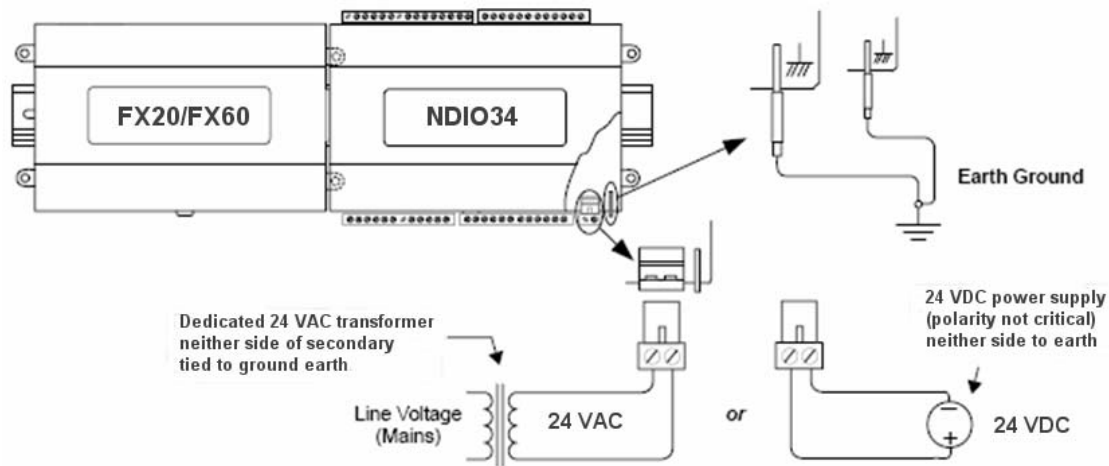 FX20/FX60
NDIO34
Earth Ground
Dedicated 24 VAC transformer
neither side of secondary
tied to ground earth
24 VDC power supply
(polarity not critical)
neither side to earth
Line Voltage
(Mains)
24 VAC
or
24 VDC